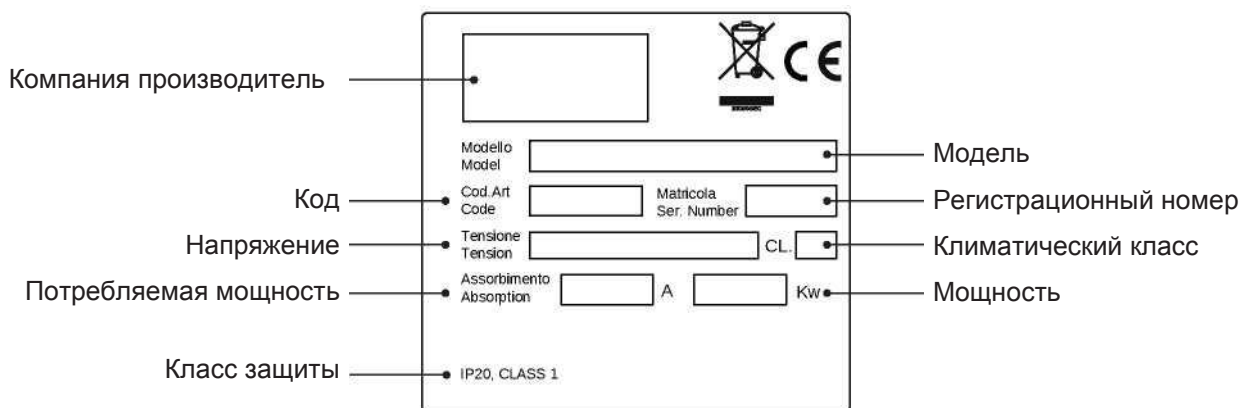 Компания производитель
CE
Modello
Model
Модель
Код
Cod.Art
Code
Matricola
Ser. Number
Регистрационный номер
Напряжение
Tensione
Tension
CL.
Климатический класс
Потребляемая мощность
Assorbimento
Absorption
A
Kw
Мощность
Класс защиты
IP20, CLASS 1